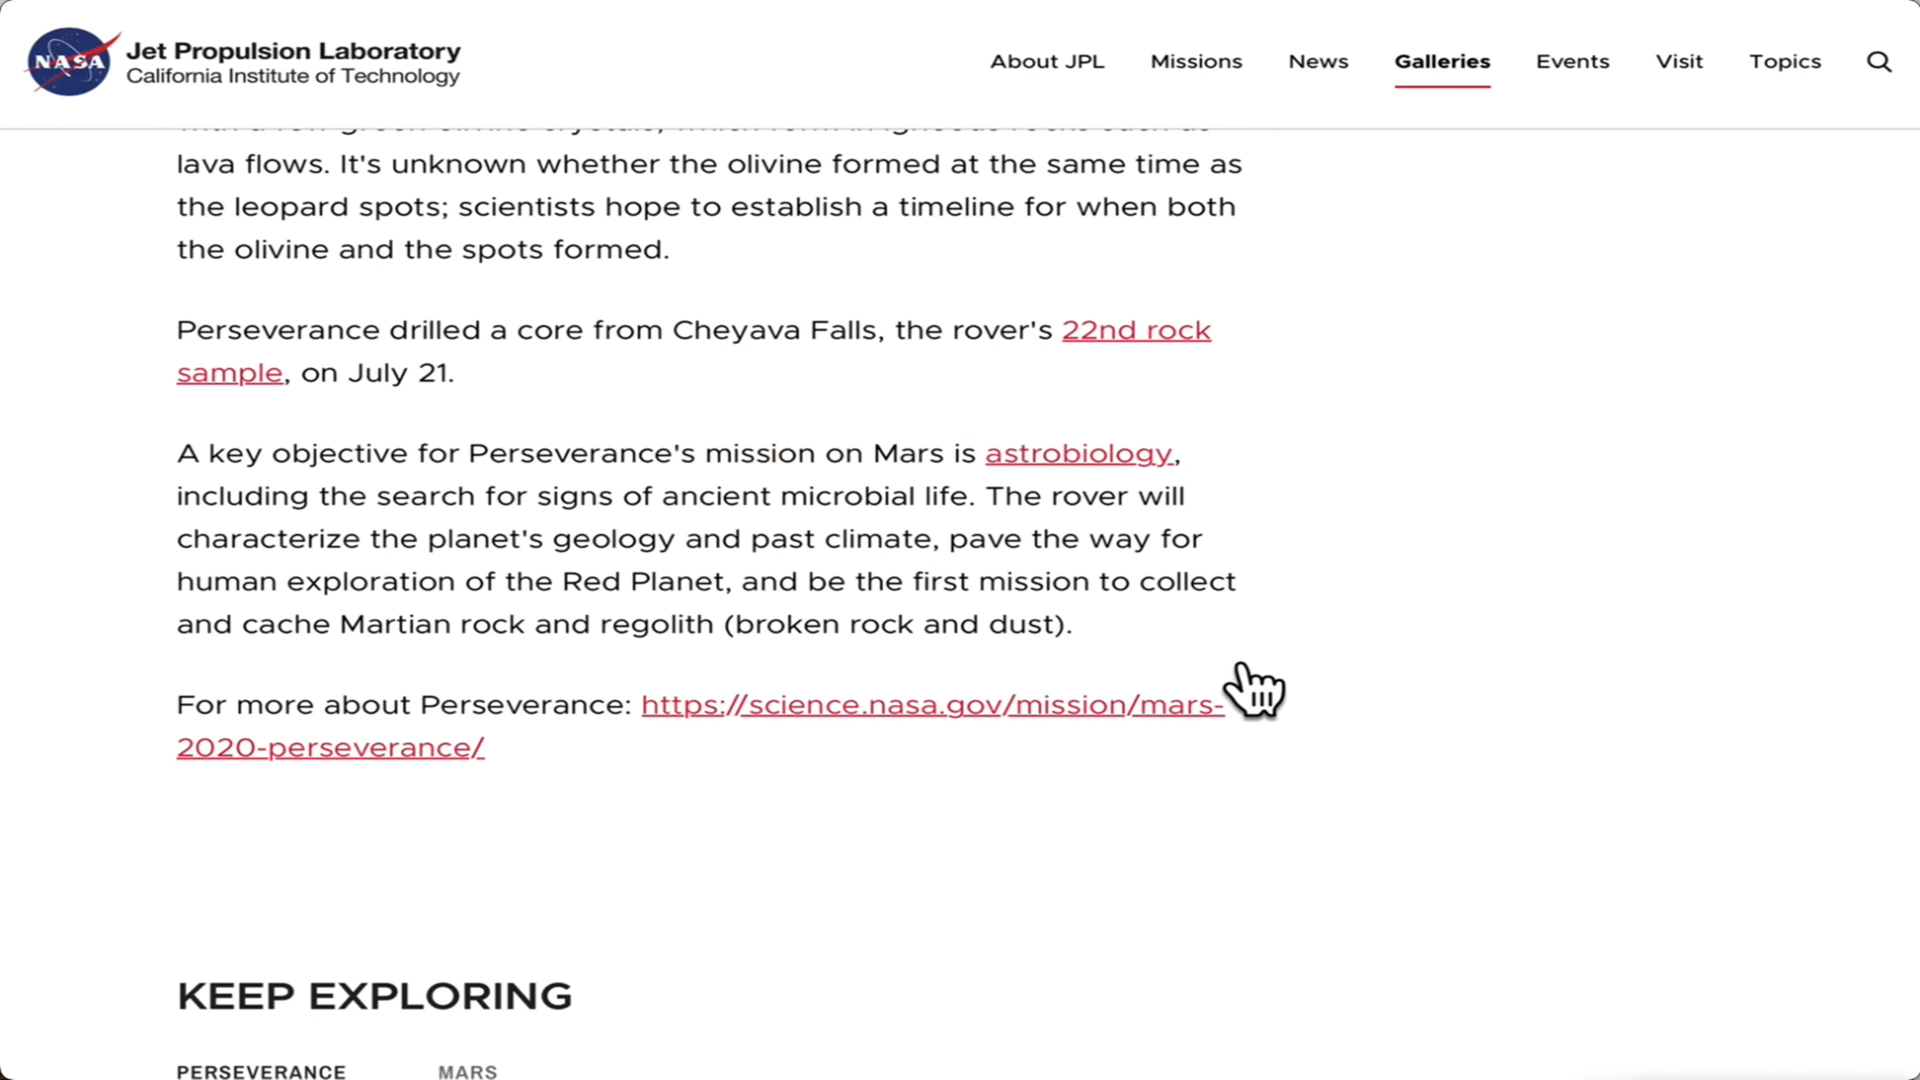 NASA
Jet Propulsion Laboratory
California Institute of Technology
About JPL
Missions
News
Galleries
Events
Visit
Topics
lava flows. It's unknown whether the olivine formed at the same time as
the leopard spots; scientists hope to establish a timeline for when both
the olivine and the spots formed.
Perseverance drilled a core from Cheyava Falls, the rover's 22nd rock
sample, on July 21.
A key objective for Perseverance's mission on Mars is astrobiology,
including the search for signs of ancient microbial life. The rover will
characterize the planet's geology and past climate, pave the way for
human exploration of the Red Planet, and be the first mission to collect
and cache Martian rock and regolith (broken rock and dust).
For more about Perseverance: https://science.nasa.gov/mission/mars-
2020-perseverance/
KEEP EXPLORING
PERSEVERANCE
MARS